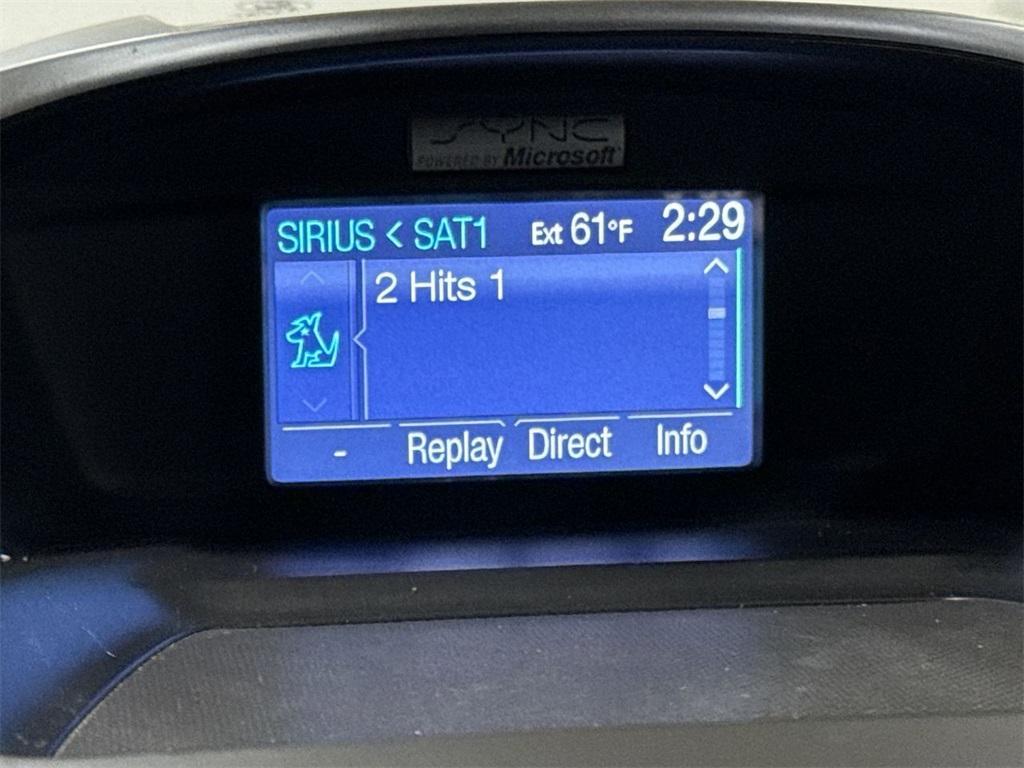 SYNC
POWERED BY Microsoft
SIRIUS < SAT1 Ext 61°F 2:29
2 Hits 1
- Replay Direct Info